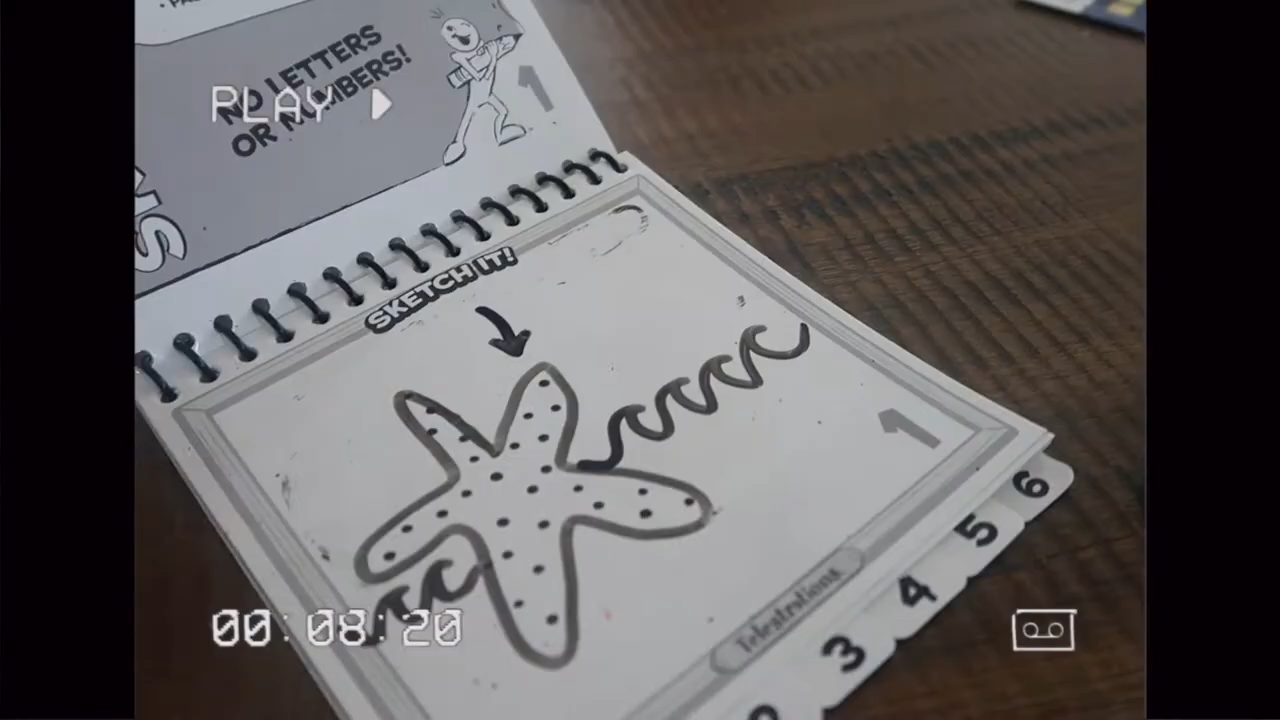 NO LETTERS
OR NUMBERS!
1
PLAY
SKETCH IT!
1
Telestrations
6
5
4
3
00:08:20